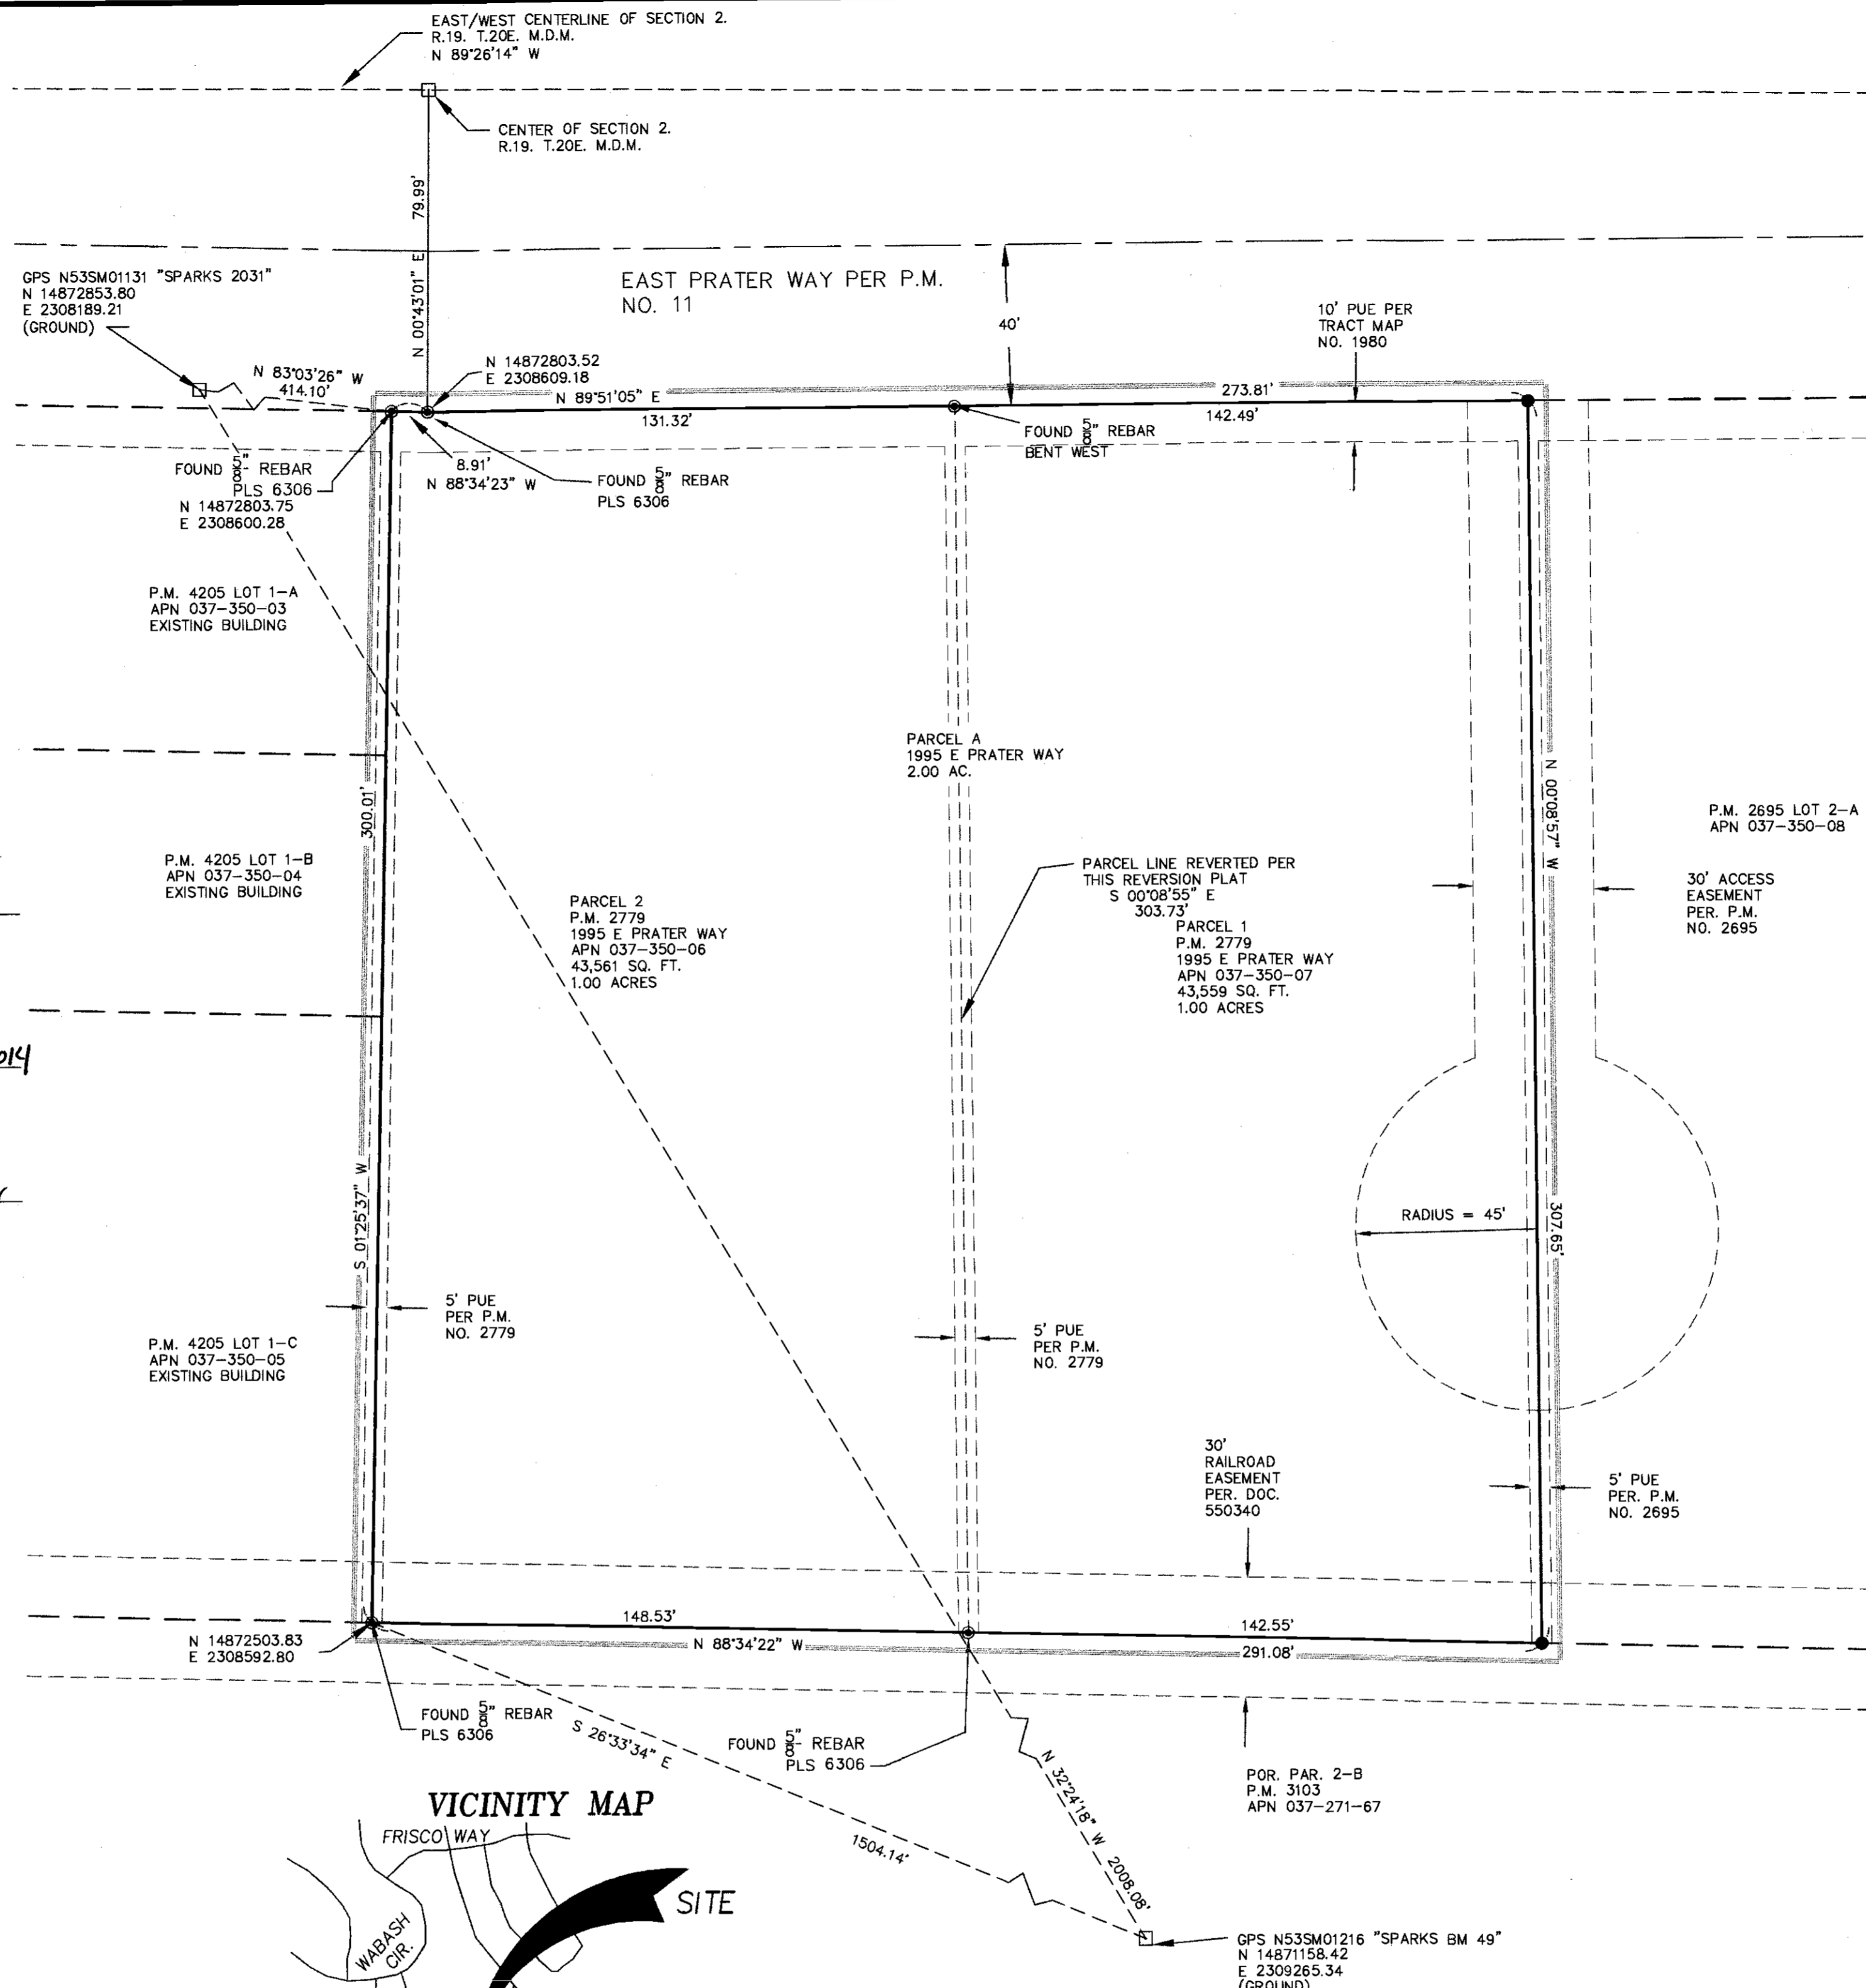 EAST/WEST CENTERLINE OF SECTION 2.
R.19. T.20E. M.D.M.
N 89°26'14" W
CENTER OF SECTION 2.
R.19. T.20E. M.D.M.
N 00°43'01" E 79.99'
GPS N53SM01131 "SPARKS 2031"
N 14872853.80
E 2308189.21
(GROUND)
EAST PRATER WAY PER P.M.
NO. 11
40'
10' PUE PER
TRACT MAP
NO. 1980
N 83°03'26" W
414.10'
N 14872803.52
E 2308609.18
N 89°51'05" E
273.81'
131.32'
142.49'
FOUND 5/8" REBAR
BENT WEST
FOUND 5/8" REBAR
PLS 6306
N 14872803.75
E 2308600.28
8.91'
N 88°34'23" W
FOUND 5/8" REBAR
PLS 6306
P.M. 4205 LOT 1-A
APN 037-350-03
EXISTING BUILDING
PARCEL A
1995 E PRATER WAY
2.00 AC.
300.01'
S 01°25'37" W
N 00°08'57" W
307.65'
P.M. 2695 LOT 2-A
APN 037-350-08
P.M. 4205 LOT 1-B
APN 037-350-04
EXISTING BUILDING
PARCEL 2
P.M. 2779
1995 E PRATER WAY
APN 037-350-06
43,561 SQ. FT.
1.00 ACRES
PARCEL LINE REVERTED PER
THIS REVERSION PLAT
S 00°08'55" E
303.73'
PARCEL 1
P.M. 2779
1995 E PRATER WAY
APN 037-350-07
43,559 SQ. FT.
1.00 ACRES
30' ACCESS
EASEMENT
PER. P.M.
NO. 2695
014
RADIUS = 45'
5' PUE
PER P.M.
NO. 2779
5' PUE
PER P.M.
NO. 2779
P.M. 4205 LOT 1-C
APN 037-350-05
EXISTING BUILDING
30'
RAILROAD
EASEMENT
PER. DOC.
550340
5' PUE
PER. P.M.
NO. 2695
148.53'
142.55'
N 88°34'22" W
291.08'
N 14872503.83
E 2308592.80
FOUND 5/8" REBAR
PLS 6306
S 26°33'34" E
1504.14'
FOUND 5/8" REBAR
PLS 6306
N 32°24'18" W 2008.08'
POR. PAR. 2-B
P.M. 3103
APN 037-271-67
VICINITY MAP
FRISCO WAY
SITE
WABASH
CIR.
GPS N53SM01216 "SPARKS BM 49"
N 14871158.42
E 2309265.34
(GROUND)